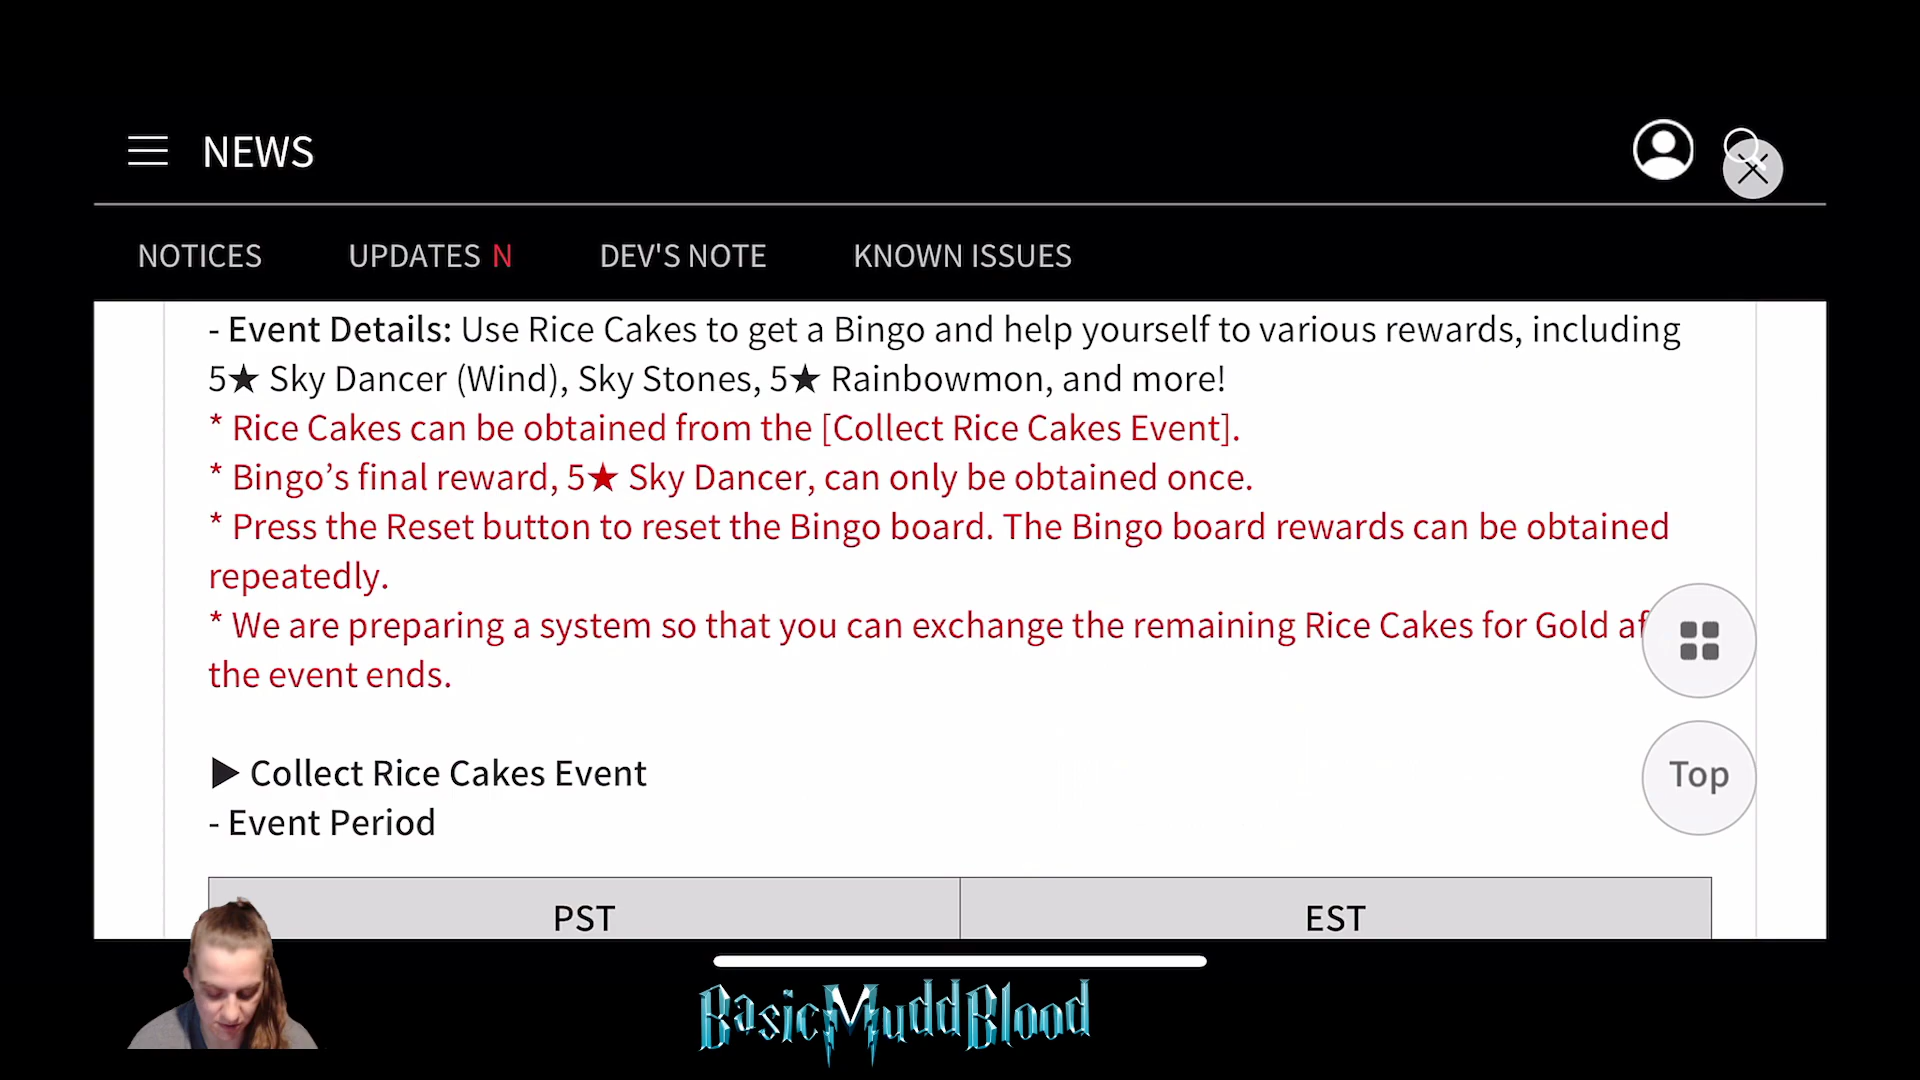 NEWS
NOTICES UPDATES N DEV'S NOTE KNOWN ISSUES
- Event Details: Use Rice Cakes to get a Bingo and help yourself to various rewards, including
5★ Sky Dancer (Wind), Sky Stones, 5★ Rainbowmon, and more!
* Rice Cakes can be obtained from the [Collect Rice Cakes Event].
* Bingo’s final reward, 5★ Sky Dancer, can only be obtained once.
* Press the Reset button to reset the Bingo board. The Bingo board rewards can be obtained
repeatedly.
* We are preparing a system so that you can exchange the remaining Rice Cakes for Gold
the event ends.
▶ Collect Rice Cakes Event
Top
- Event Period
PST EST
BasicMuddBlood